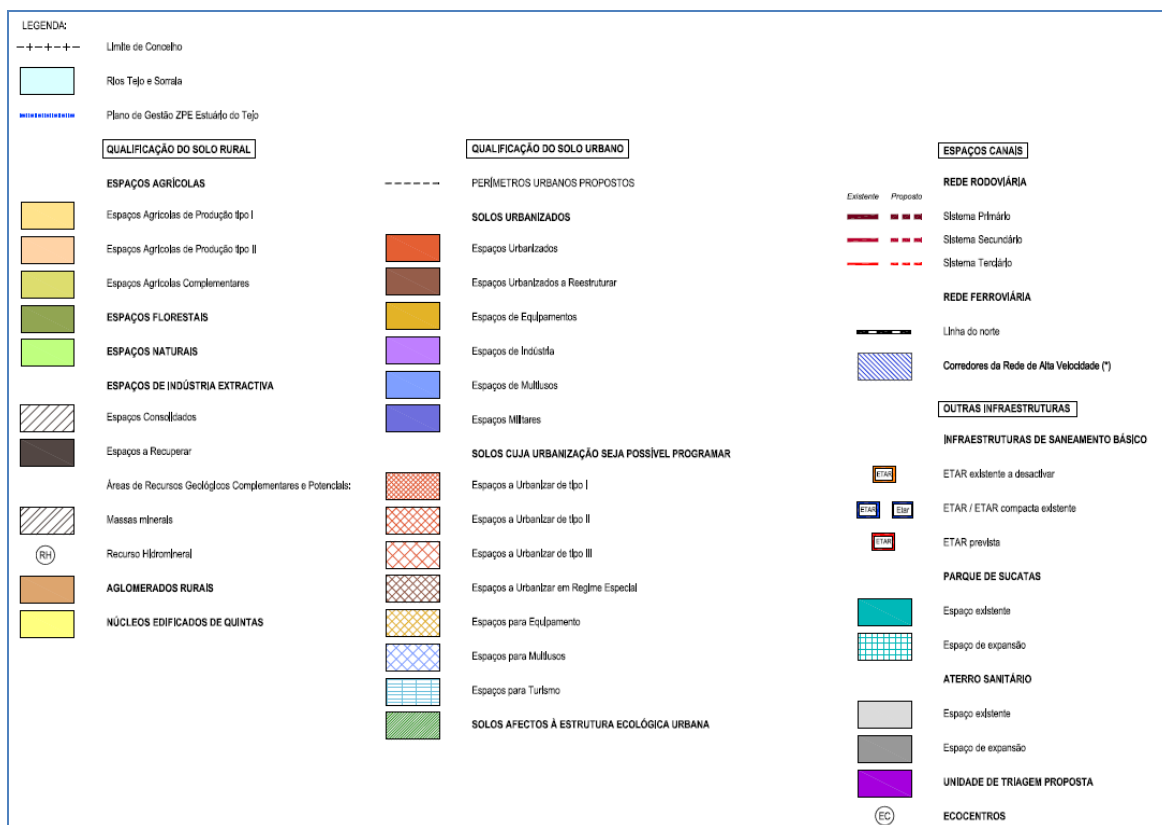 LEGENDA:
Limite de Concelho
Rios Tejo e Sorraia
Plano de Gestão ZPE Estuário do Tejo
QUALIFICAÇÃO DO SOLO RURAL
ESPAÇOS AGRÍCOLAS
Espaços Agrícolas de Produção tipo I
Espaços Agrícolas de Produção tipo II
Espaços Agrícolas Complementares
ESPAÇOS FLORESTAIS
ESPAÇOS NATURAIS
ESPAÇOS DE INDÚSTRIA EXTRACTIVA
Espaços Consolidados
Espaços a Recuperar
Áreas de Recursos Geológicos Complementares e Potenciais:
Massas minerais
RH
Recurso Hidromineral
AGLOMERADOS RURAIS
NÚCLEOS EDIFICADOS DE QUINTAS
QUALIFICAÇÃO DO SOLO URBANO
PERÍMETROS URBANOS PROPOSTOS
SOLOS URBANIZADOS
Espaços Urbanizados
Espaços Urbanizados a Reestruturar
Espaços de Equipamentos
Espaços de Indústria
Espaços de Multiusos
Espaços Militares
SOLOS CUJA URBANIZAÇÃO SEJA POSSÍVEL PROGRAMAR
Espaços a Urbanizar de tipo I
Espaços a Urbanizar de tipo II
Espaços a Urbanizar de tipo III
Espaços a Urbanizar em Regime Especial
Espaços para Equipamento
Espaços para Multiusos
Espaços para Turismo
SOLOS AFECTOS À ESTRUTURA ECOLÓGICA URBANA
ESPAÇOS CANAIS
REDE RODOVIÁRIA
Existente Proposto
Sistema Primário
Sistema Secundário
Sistema Terciário
REDE FERROVIÁRIA
Linha do norte
Corredores da Rede de Alta Velocidade (*)
OUTRAS INFRAESTRUTURAS
INFRAESTRUTURAS DE SANEAMENTO BÁSICO
ETAR
ETAR existente a desactivar
ETAR Etar
ETAR / ETAR compacta existente
ETAR
ETAR prevista
PARQUE DE SUCATAS
Espaço existente
Espaço de expansão
ATERRO SANITÁRIO
Espaço existente
Espaço de expansão
UNIDADE DE TRIAGEM PROPOSTA
EC
ECOCENTROS